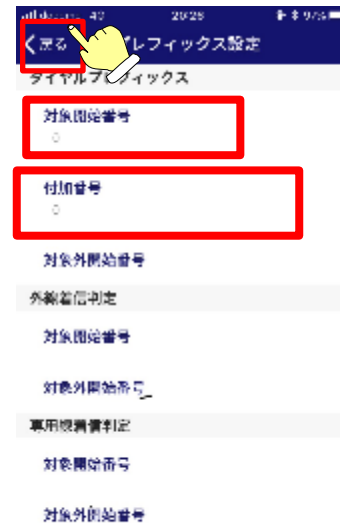 4G 20:28 97%
戻る レフィックス設定
ダイヤルプレフィックス
対象開始番号
0
付加番号
0
対象外開始番号
外線着信判定
対象開始番号
対象外開始番号
専用線着信判定
対象開始番号
対象外開始番号